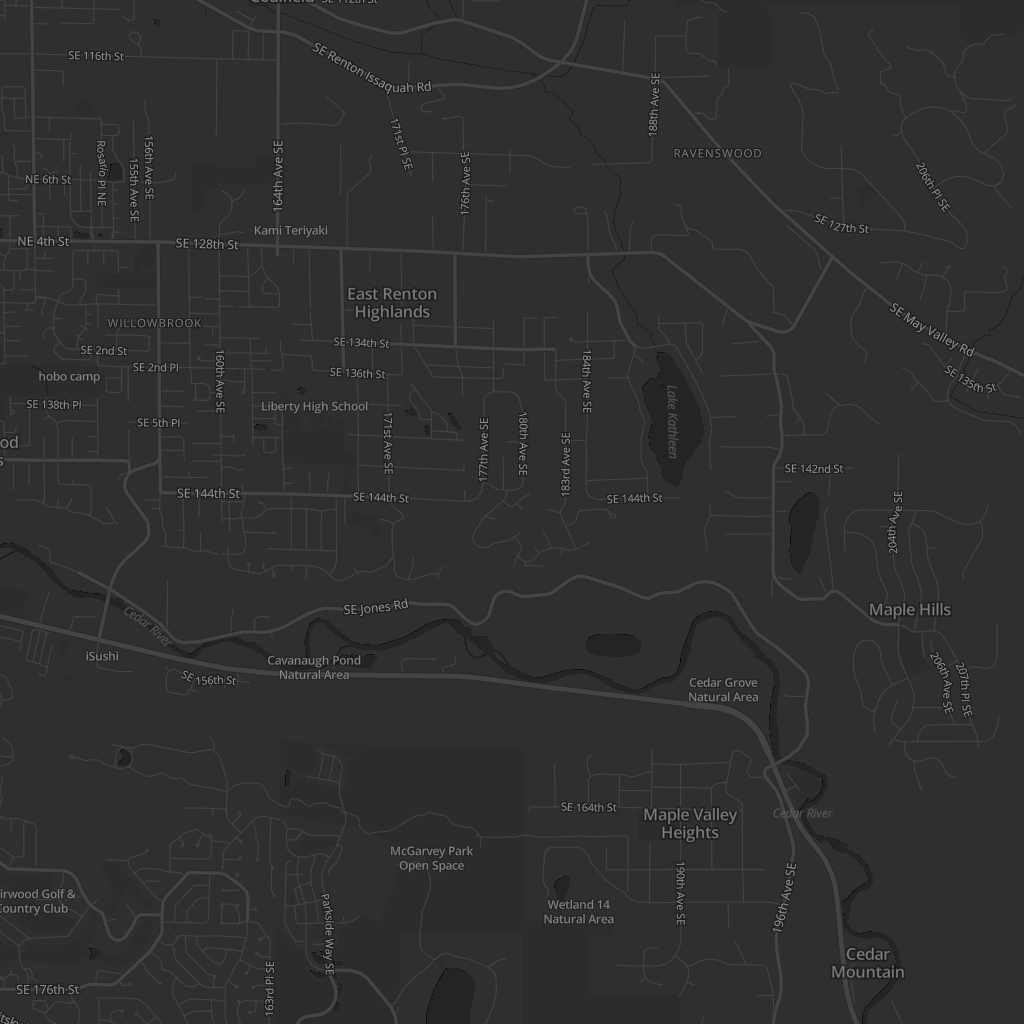 SE 112th St
SE 116th St
SE Renton Issaquah Rd
188th Ave SE
171st Pl SE
RAVENSWOOD
156th Ave SE
155th Ave SE
Rosario Pl NE
164th Ave SE
176th Ave SE
NE 6th St
206th Pl SE
SE 127th St
Kami Teriyaki
NE 4th St
SE 128th St
East Renton
Highlands
WILLOWBROOK
SE May Valley Rd
SE 134th St
SE 2nd St
SE 2nd Pl
SE 136th St
hobo camp
160th Ave SE
184th Ave SE
SE 135th St
SE 138th Pl
Liberty High School
SE 5th Pl
171st Ave SE
177th Ave SE
180th Ave SE
183rd Ave SE
Lake Kathleen
SE 142nd St
SE 144th St
SE 144th St
SE 144th St
204th Ave SE
Cedar River
SE Jones Rd
Maple Hills
iSushi
Cavanaugh Pond
Natural Area
SE 156th St
Cedar Grove
Natural Area
206th Ave SE
207th Pl SE
SE 164th St
Maple Valley
Heights
Cedar River
McGarvey Park
Open Space
190th Ave SE
196th Ave SE
Wetland 14
Natural Area
Parkside Way SE
Cedar
Mountain
163rd Pl SE
SE 176th St